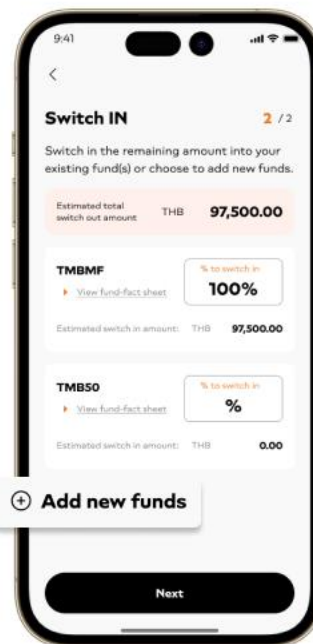 9:41
Switch IN
2 / 2
Switch in the remaining amount into your
existing fund(s) or choose to add new funds.
Estimated total
switch out amount
THB 97,500.00
TMBMF
% to switch in
100%
View fund-fact sheet
Estimated switch in amount: THB 97,500.00
TMB50
% to switch in
%
View fund-fact sheet
Estimated switch in amount: THB 0.00
Add new funds
Next